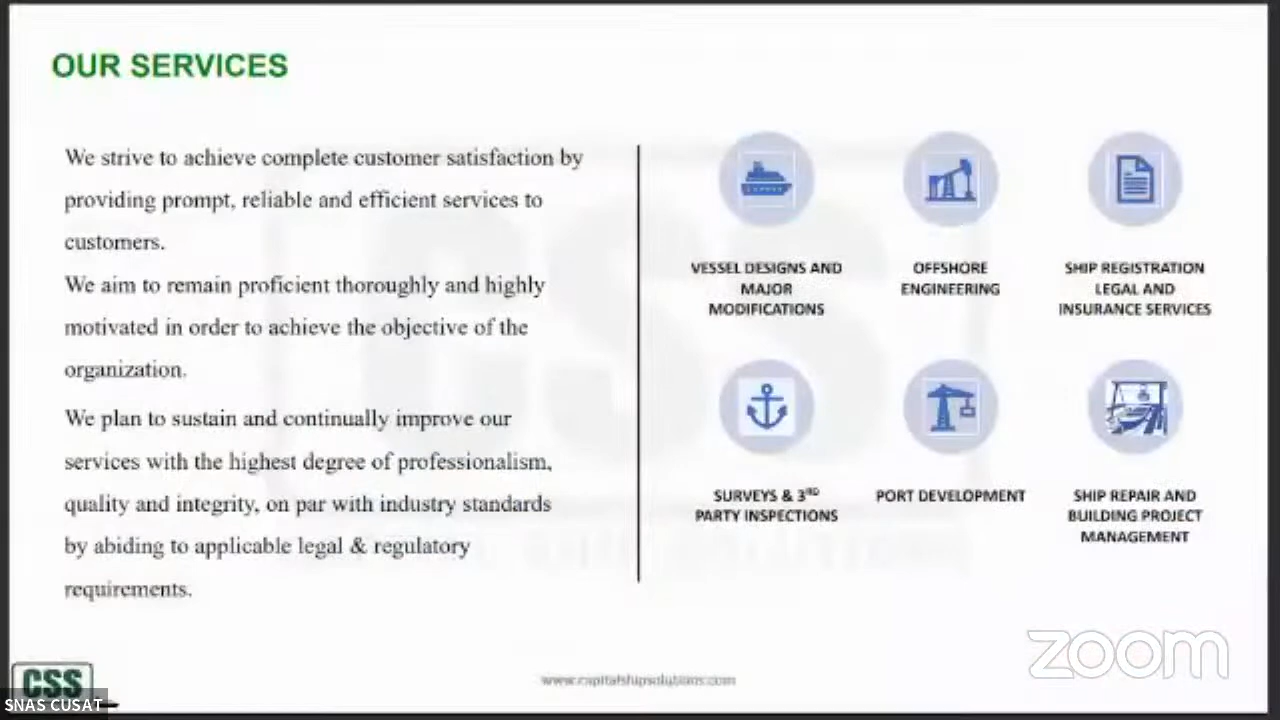 OUR SERVICES
We strive to achieve complete customer satisfaction by
providing prompt, reliable and efficient services to
customers.
We aim to remain proficient thoroughly and highly
motivated in order to achieve the objective of the
organization.
We plan to sustain and continually improve our
services with the highest degree of professionalism,
quality and integrity, on par with industry standards
by abiding to applicable legal & regulatory
requirements.
VESSEL DESIGNS AND
MAJOR
MODIFICATIONS
OFFSHORE
ENGINEERING
SHIP REGISTRATION
LEGAL AND
INSURANCE SERVICES
SURVEYS & 3RD
PARTY INSPECTIONS
PORT DEVELOPMENT
SHIP REPAIR AND
BUILDING PROJECT
MANAGEMENT
CSS
SNAS CUSAT
www.capitalshipsolutions.com
zoom